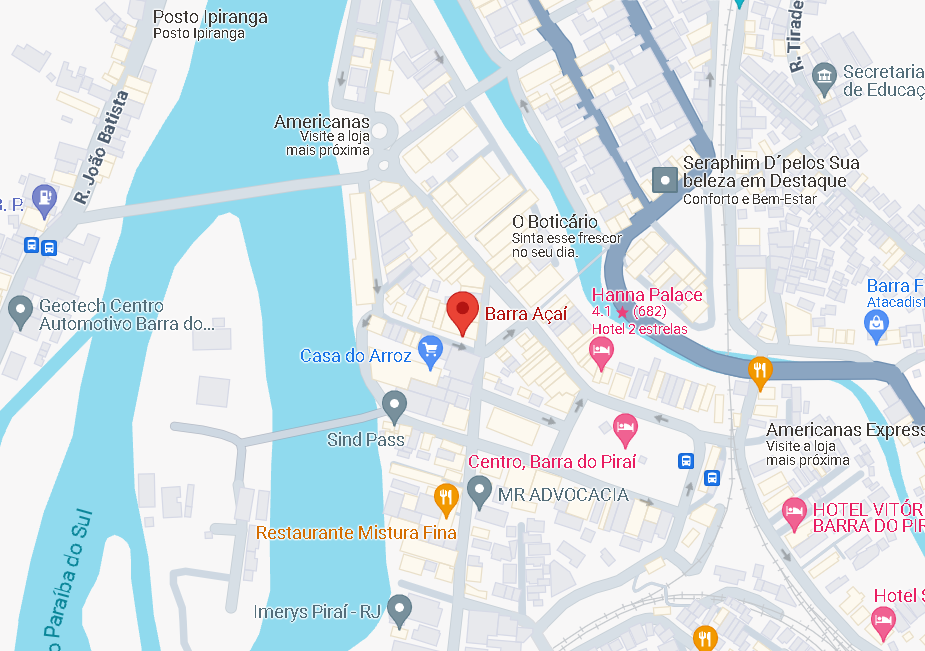 Posto Ipiranga
Posto Ipiranga
R. João Batista
Americanas
Visite a loja
mais próxima
R. Tirade
Secretaria
de Educaç
Seraphim D´pelos Sua
beleza em Destaque
Conforto e Bem-Estar
. P.
O Boticário
Sinta esse frescor
no seu dia.
Geotech Centro
Automotivo Barra do...
Hanna Palace
4.1 ★ (682)
Hotel 2 estrelas
Barra Açaí
Barra F
Atacadist
Casa do Arroz
Sind Pass
Centro, Barra do Piraí
Americanas Express
Visite a loja
mais próxima
MR ADVOCACIA
HOTEL VITÓR
BARRA DO PIR
Restaurante Mistura Fina
o Paraíba do Sul
Imerys Piraí - RJ
Hotel S